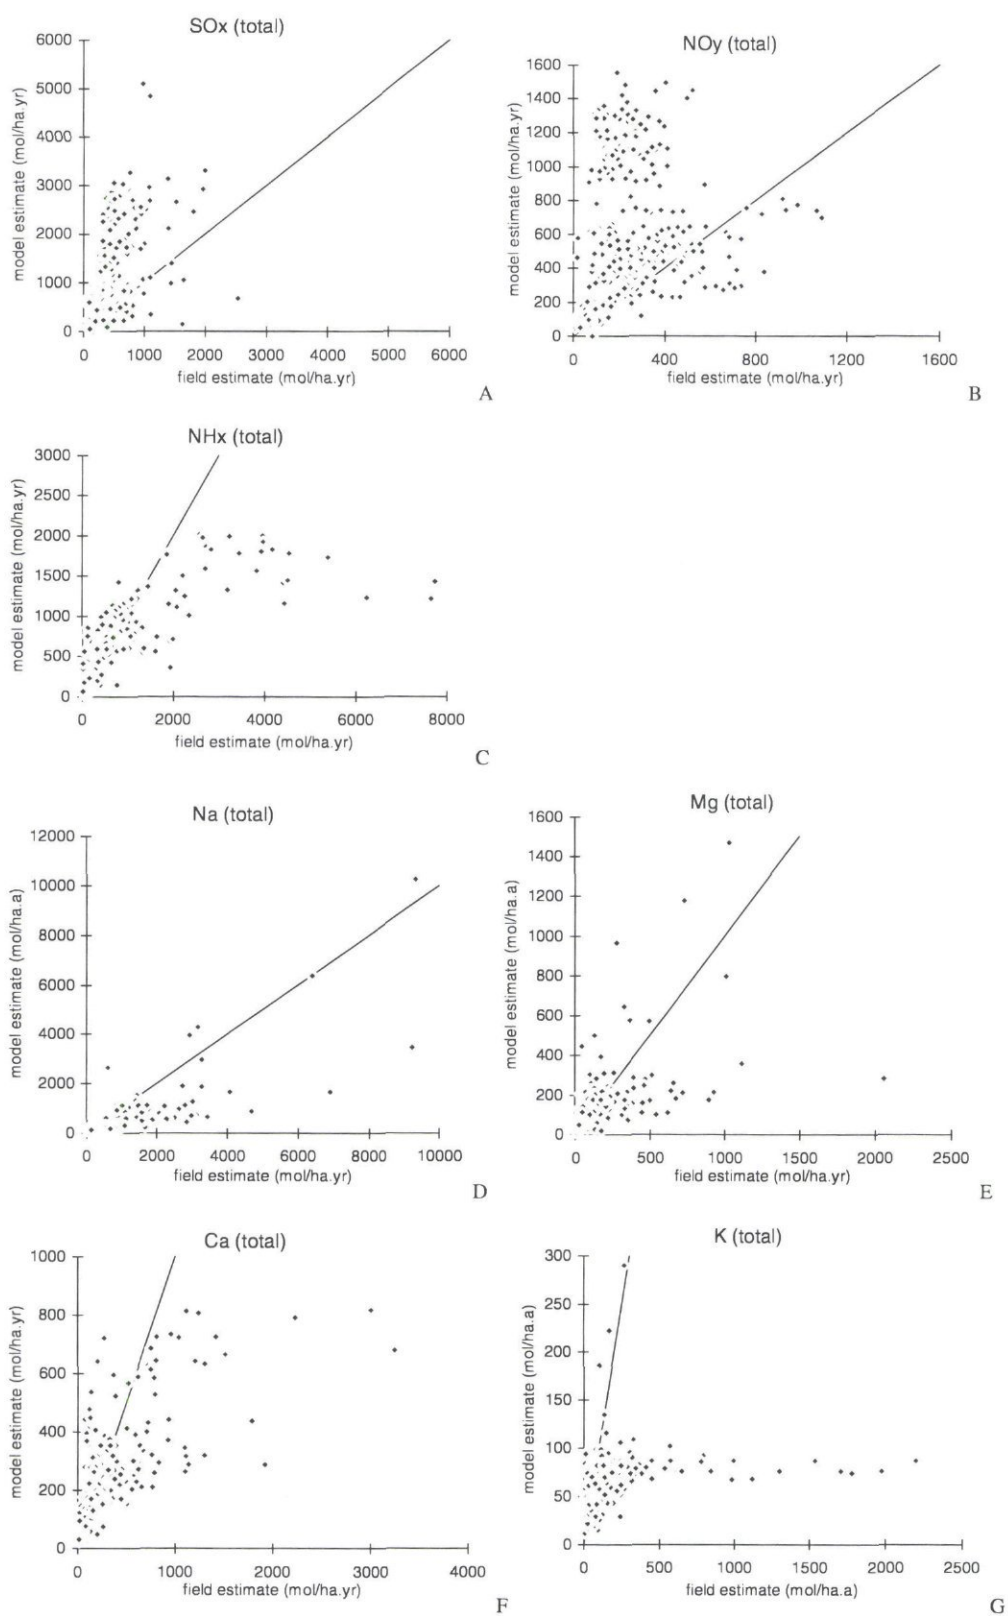 SOx (total)
6000
5000
4000
3000
2000
1000
0
model estimate (mol/ha.yr)
0 1000 2000 3000 4000 5000 6000
field estimate (mol/ha.yr)
A
NOy (total)
1600
1400
1200
1000
800
600
400
200
0
model estimate (mol/ha.yr)
0 400 800 1200 1600
field estimate (mol/ha.yr)
B
NHx (total)
3000
2500
2000
1500
1000
500
0
model estimate (mol/ha.yr)
0 2000 4000 6000 8000
field estimate (mol/ha.yr)
C
Na (total)
12000
10000
8000
6000
4000
2000
0
model estimate (mol/ha.a)
0 2000 4000 6000 8000 10000
field estimate (mol/ha.yr)
D
Mg (total)
1600
1400
1200
1000
800
600
400
200
0
model estimate (mol/ha.a)
0 500 1000 1500 2000 2500
field estimate (mol/ha.yr)
E
Ca (total)
1000
800
600
400
200
0
model estimate (mol/ha.yr)
0 1000 2000 3000 4000
field estimate (mol/ha.yr)
F
K (total)
300
250
200
150
100
50
0
model estimate (mol/ha.a)
0 500 1000 1500 2000 2500
field estimate (mol/ha.a)
G